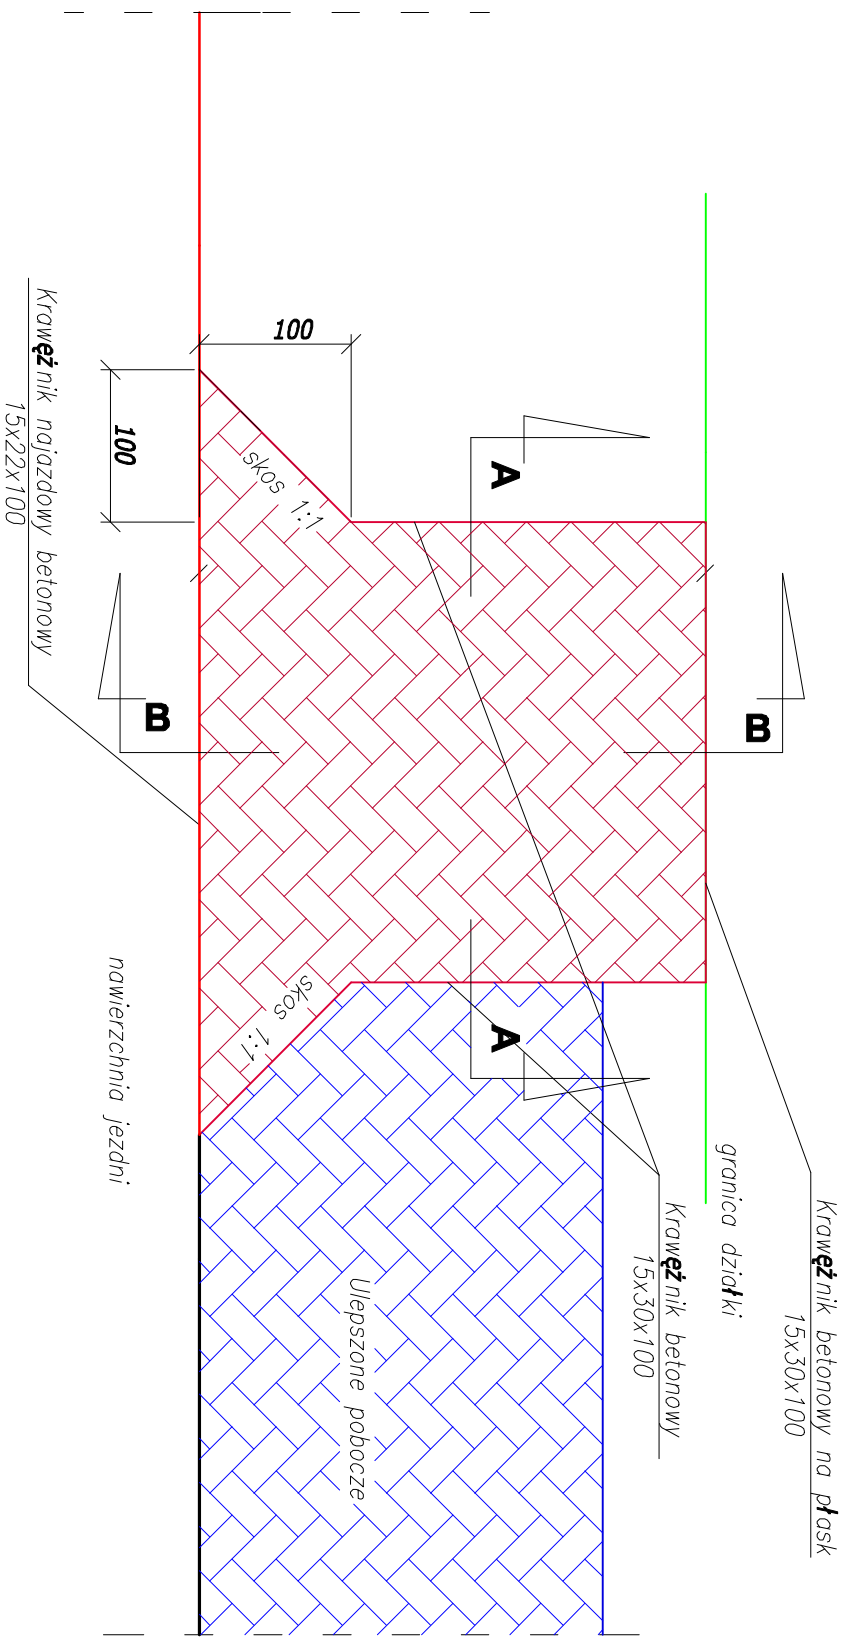 Krawężnik betonowy na płask
15x30x100
granica działki
Krawężnik betonowy
15x30x100
A
A
B
B
100
100
skos 1:1
skos 1:1
Ulepszone pobocze
nawierzchnia jezdni
Krawężnik najazdowy betonowy
15x22x100